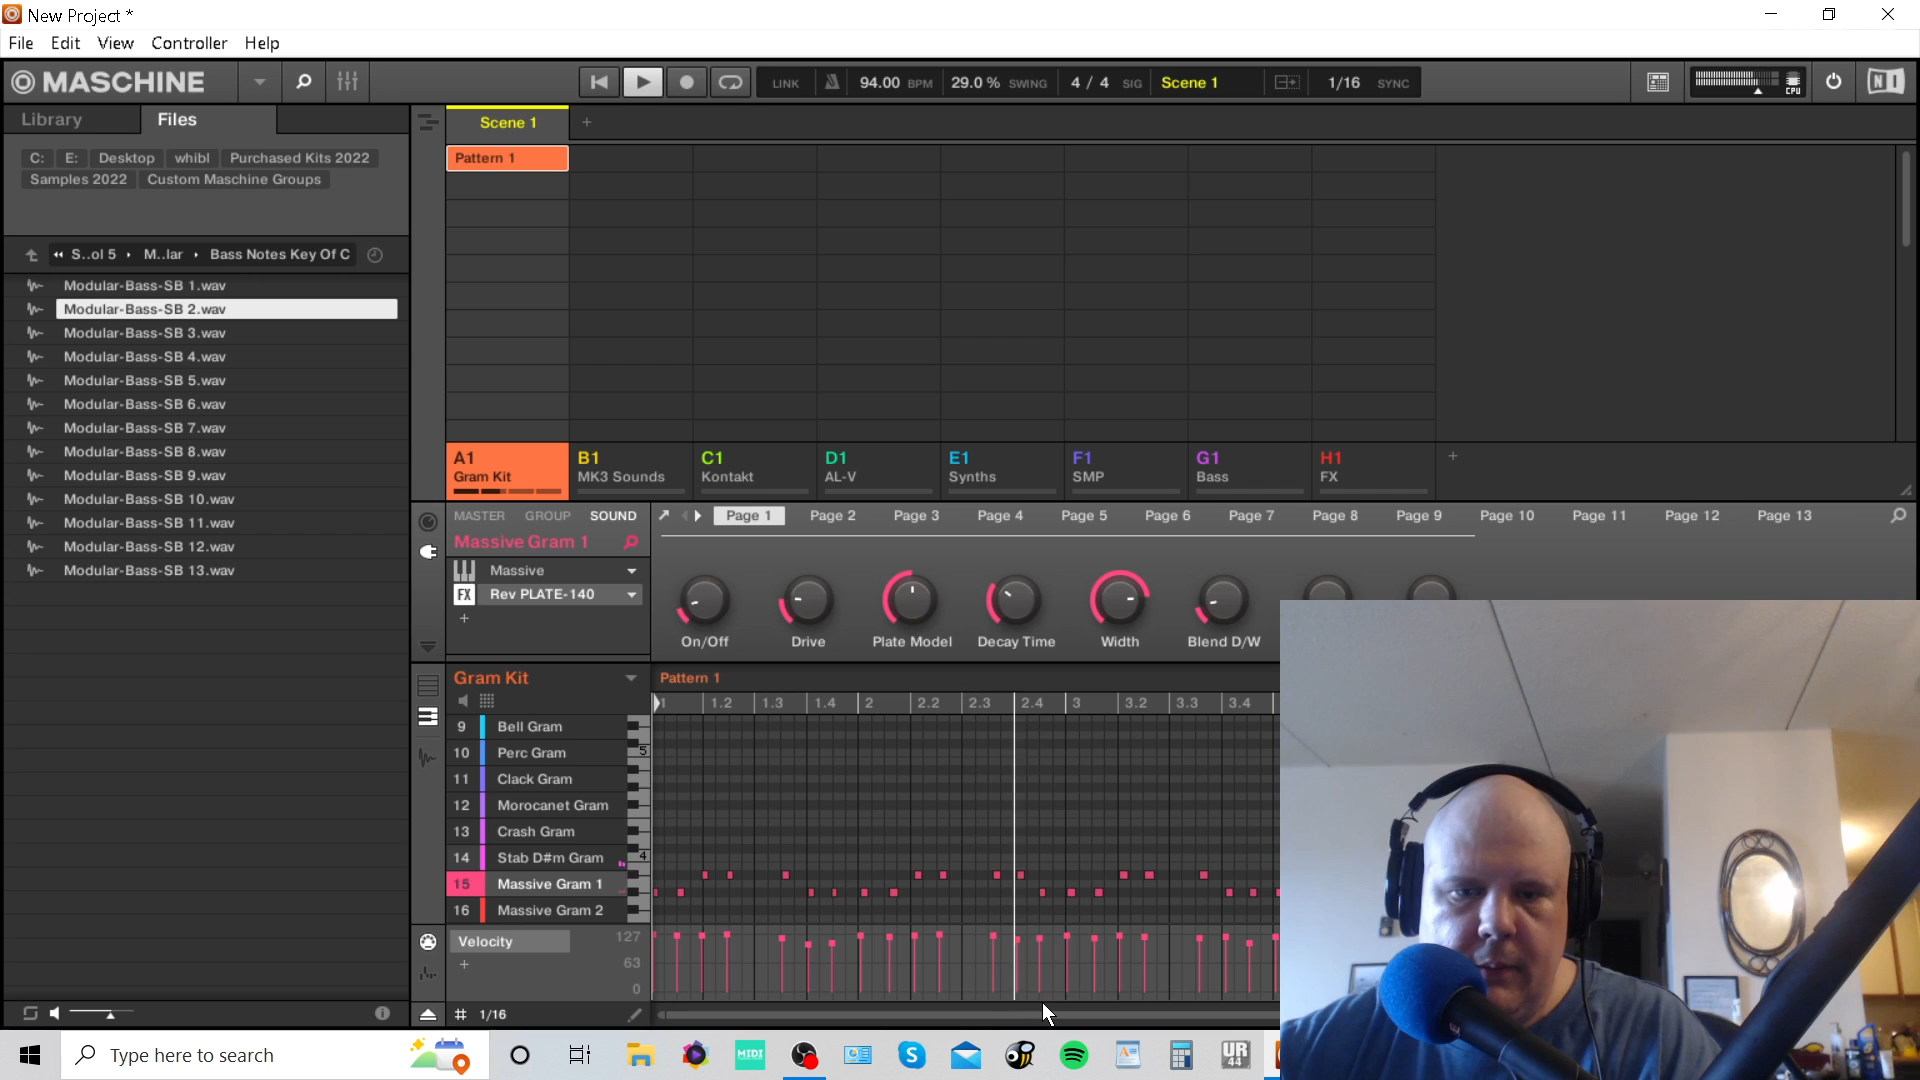 New Project *
File Edit View Controller Help
MASCHINE LINK 94.00 BPM 29.0 % SWING 4 / 4 SIG Scene 1 1/16 SYNC CPU NI
Library Files
Scene 1 +
C: E: Desktop whibl Purchased Kits 2022
Samples 2022 Custom Maschine Groups
Pattern 1
S..ol 5 M..lar Bass Notes Key Of C
Modular-Bass-SB 1.wav
Modular-Bass-SB 2.wav
Modular-Bass-SB 3.wav
Modular-Bass-SB 4.wav
Modular-Bass-SB 5.wav
Modular-Bass-SB 6.wav
Modular-Bass-SB 7.wav
Modular-Bass-SB 8.wav
Modular-Bass-SB 9.wav
Modular-Bass-SB 10.wav
Modular-Bass-SB 11.wav
Modular-Bass-SB 12.wav
Modular-Bass-SB 13.wav
A1 B1 C1 D1 E1 F1 G1 H1 +
Gram Kit MK3 Sounds Kontakt AL-V Synths SMP Bass FX
MASTER GROUP SOUND Page 1 Page 2 Page 3 Page 4 Page 5 Page 6 Page 7 Page 8 Page 9 Page 10 Page 11 Page 12 Page 13
Massive Gram 1
Massive
FX Rev PLATE-140
+
On/Off Drive Plate Model Decay Time Width Blend D/W
Gram Kit Pattern 1
1 1.2 1.3 1.4 2 2.2 2.3 2.4 3 3.2 3.3 3.4
9 Bell Gram
10 Perc Gram 5
11 Clack Gram
12 Morocanet Gram
13 Crash Gram
14 Stab D#m Gram 4
15 Massive Gram 1
16 Massive Gram 2
Velocity 127
+ 63
0
1/16
Type here to search MIDI UR 44